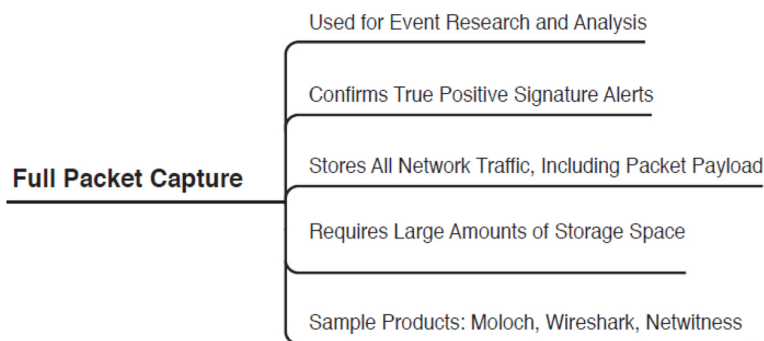 Used for Event Research and Analysis
Confirms True Positive Signature Alerts
Full Packet Capture
Stores All Network Traffic, Including Packet Payload
Requires Large Amounts of Storage Space
Sample Products: Moloch, Wireshark, Netwitness